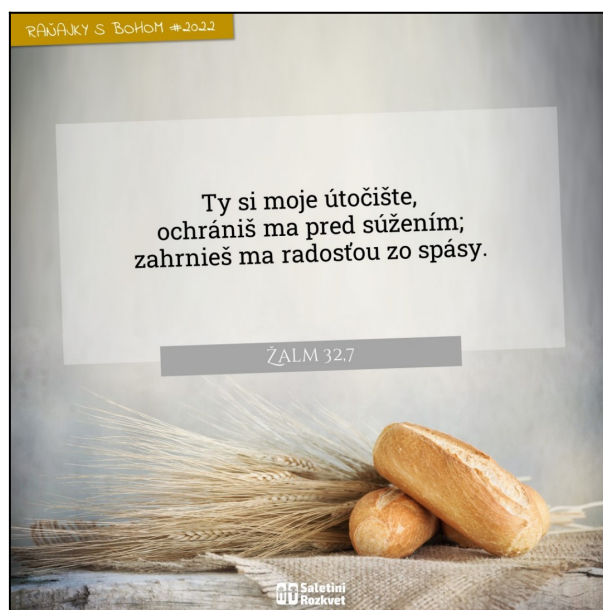 RAŇAJKY S BOHOM #2022
Ty si moje útočište,
ochrániš ma pred súžením;
zahrnieš ma radosťou zo spásy.
ŽALM 32,7
Saletini
Rozkvet